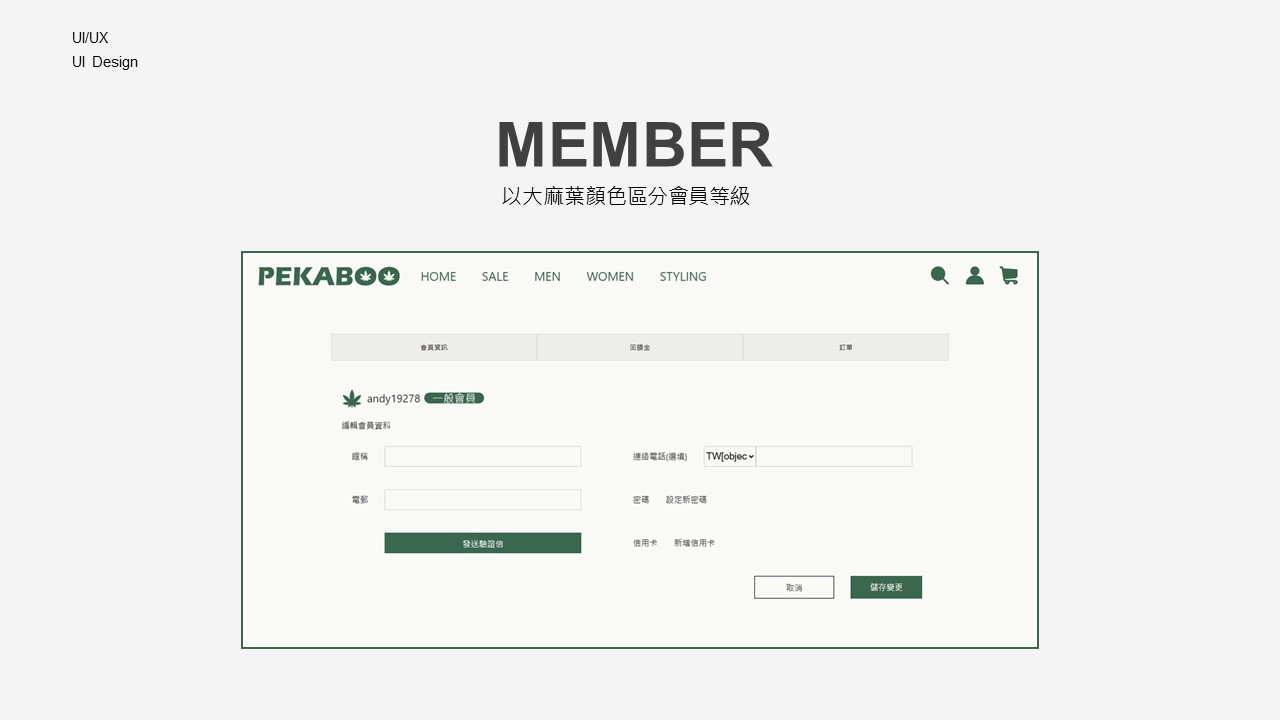 UI/UX
UI Design
MEMBER
以大麻葉顏色區分會員等級
PEKABOO HOME SALE MEN WOMEN STYLING
會員資訊 回饋金 訂單
andy19278 一般會員
編輯會員資料
暱稱 連絡電話(選填) TW[objec
電郵 密碼 設定新密碼
發送驗證信 信用卡 新增信用卡
取消 儲存變更